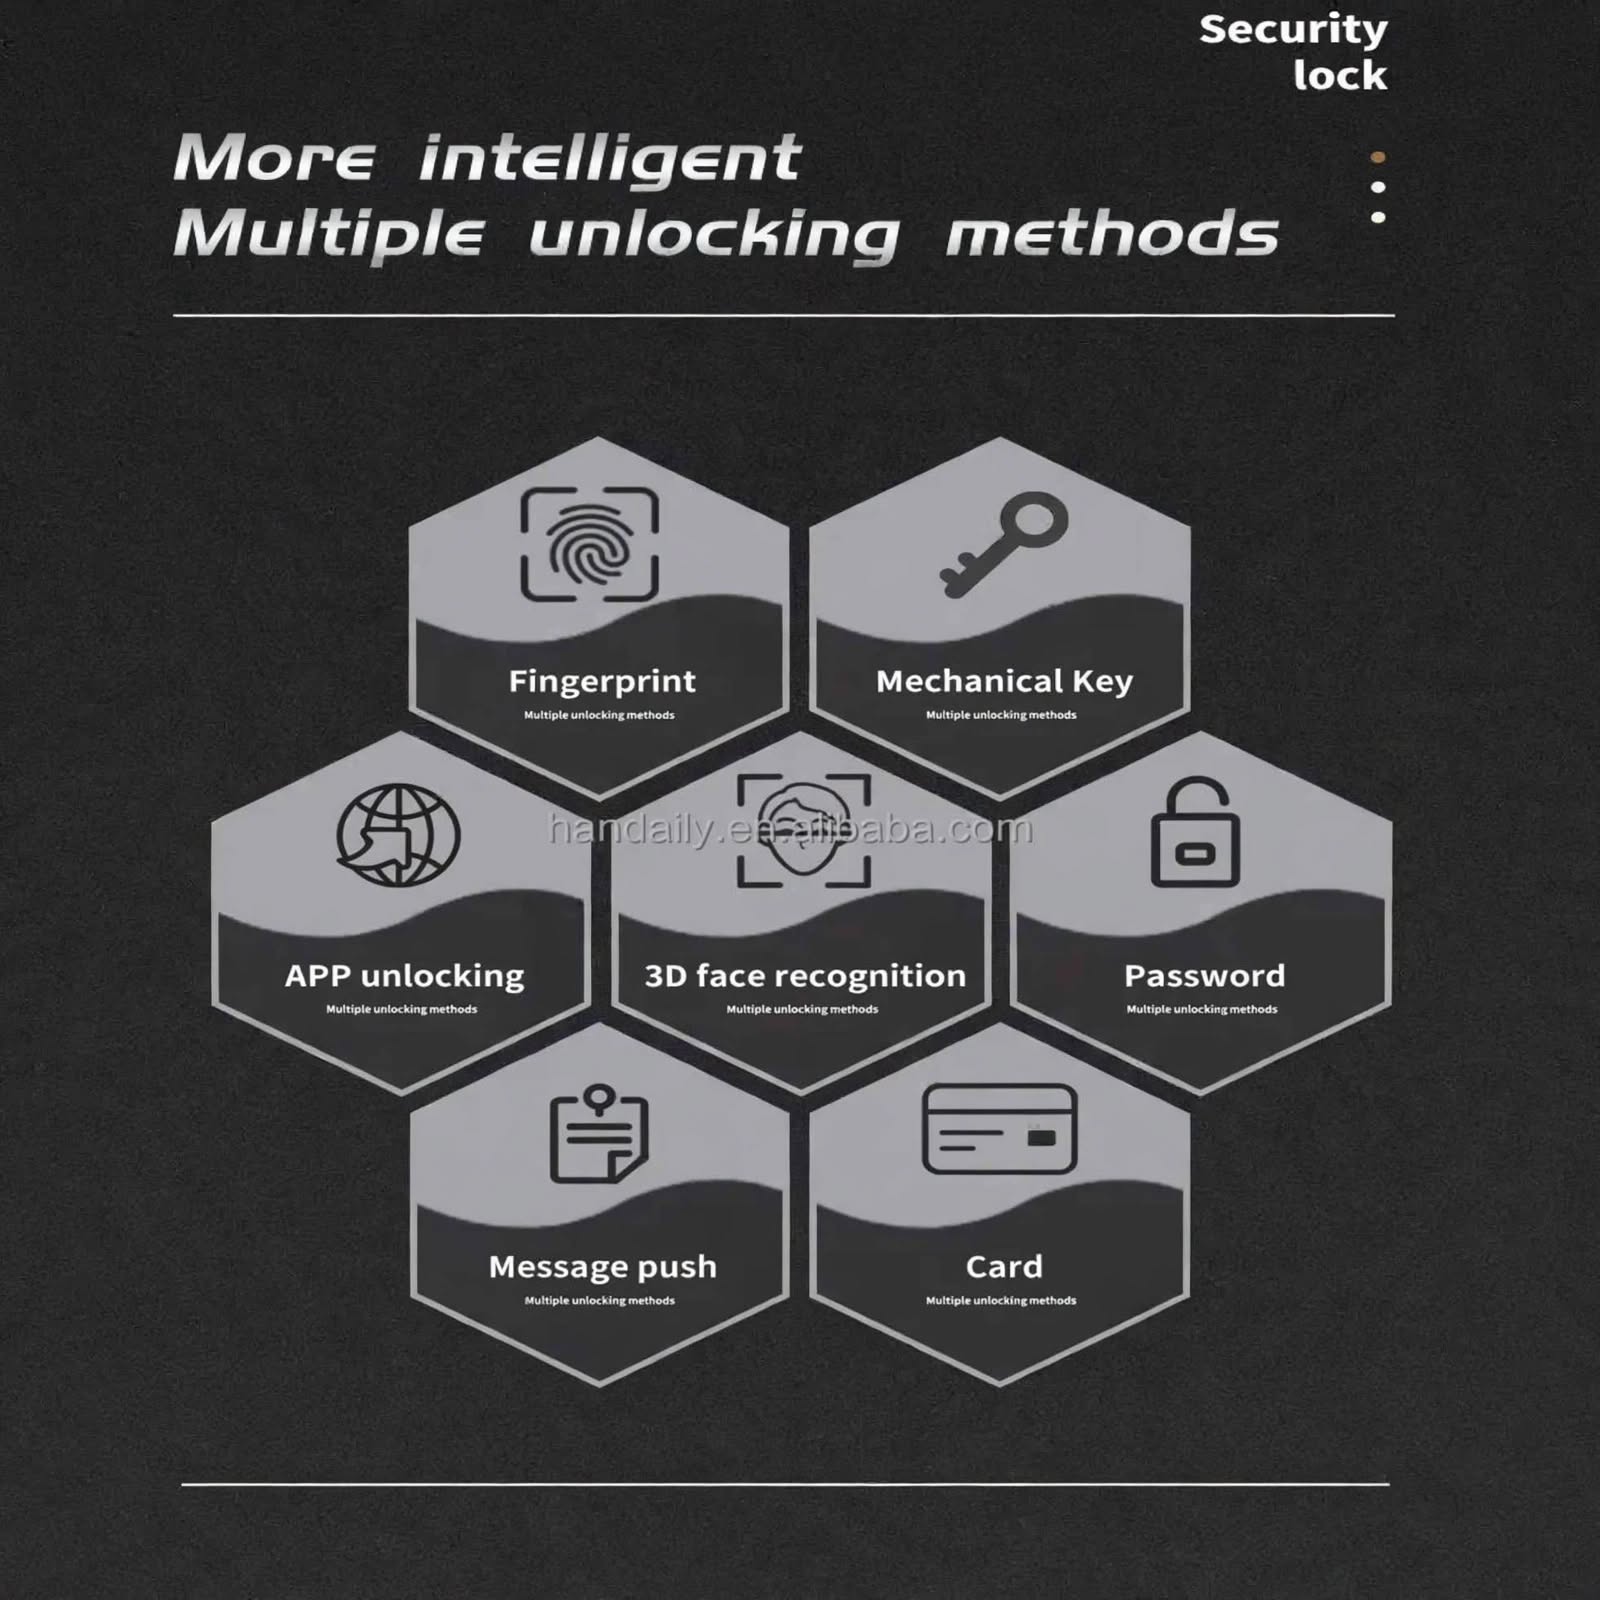 Security
lock
More intelligent
Multiple unlocking methods
Fingerprint
Multiple unlocking methods
Mechanical Key
Multiple unlocking methods
handaily.en.alibaba.com
APP unlocking
Multiple unlocking methods
3D face recognition
Multiple unlocking methods
Password
Multiple unlocking methods
Message push
Multiple unlocking methods
Card
Multiple unlocking methods